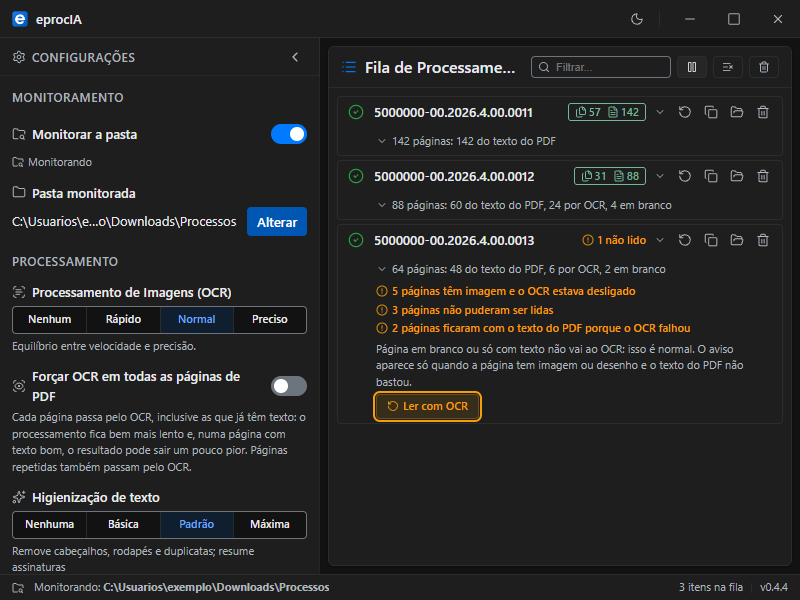 eprocIA
CONFIGURAÇÕES
MONITORAMENTO
Monitorar a pasta
Monitorando
Pasta monitorada
C:\Usuarios\e...o\Downloads\Processos
Alterar
PROCESSAMENTO
Processamento de Imagens (OCR)
Nenhum Rápido Normal Preciso
Equilíbrio entre velocidade e precisão.
Forçar OCR em todas as páginas de
PDF
Cada página passa pelo OCR, inclusive as que já têm texto: o
processamento fica bem mais lento e, numa página com
texto bom, o resultado pode sair um pouco pior. Páginas
repetidas também passam pelo OCR.
Higienização de texto
Nenhuma Básica Padrão Máxima
Remove cabeçalhos, rodapés e duplicatas; resume
assinaturas
Fila de Processame...
Filtrar...
5000000-00.2026.4.00.0011 57 142
142 páginas: 142 do texto do PDF
5000000-00.2026.4.00.0012 31 88
88 páginas: 60 do texto do PDF, 24 por OCR, 4 em branco
5000000-00.2026.4.00.0013 1 não lido
64 páginas: 48 do texto do PDF, 6 por OCR, 2 em branco
5 páginas têm imagem e o OCR estava desligado
3 páginas não puderam ser lidas
2 páginas ficaram com o texto do PDF porque o OCR falhou
Página em branco ou só com texto não vai ao OCR: isso é normal. O aviso
aparece só quando a página tem imagem ou desenho e o texto do PDF não
bastou.
Ler com OCR
Monitorando: C:\Usuarios\exemplo\Downloads\Processos
3 itens na fila v0.4.4